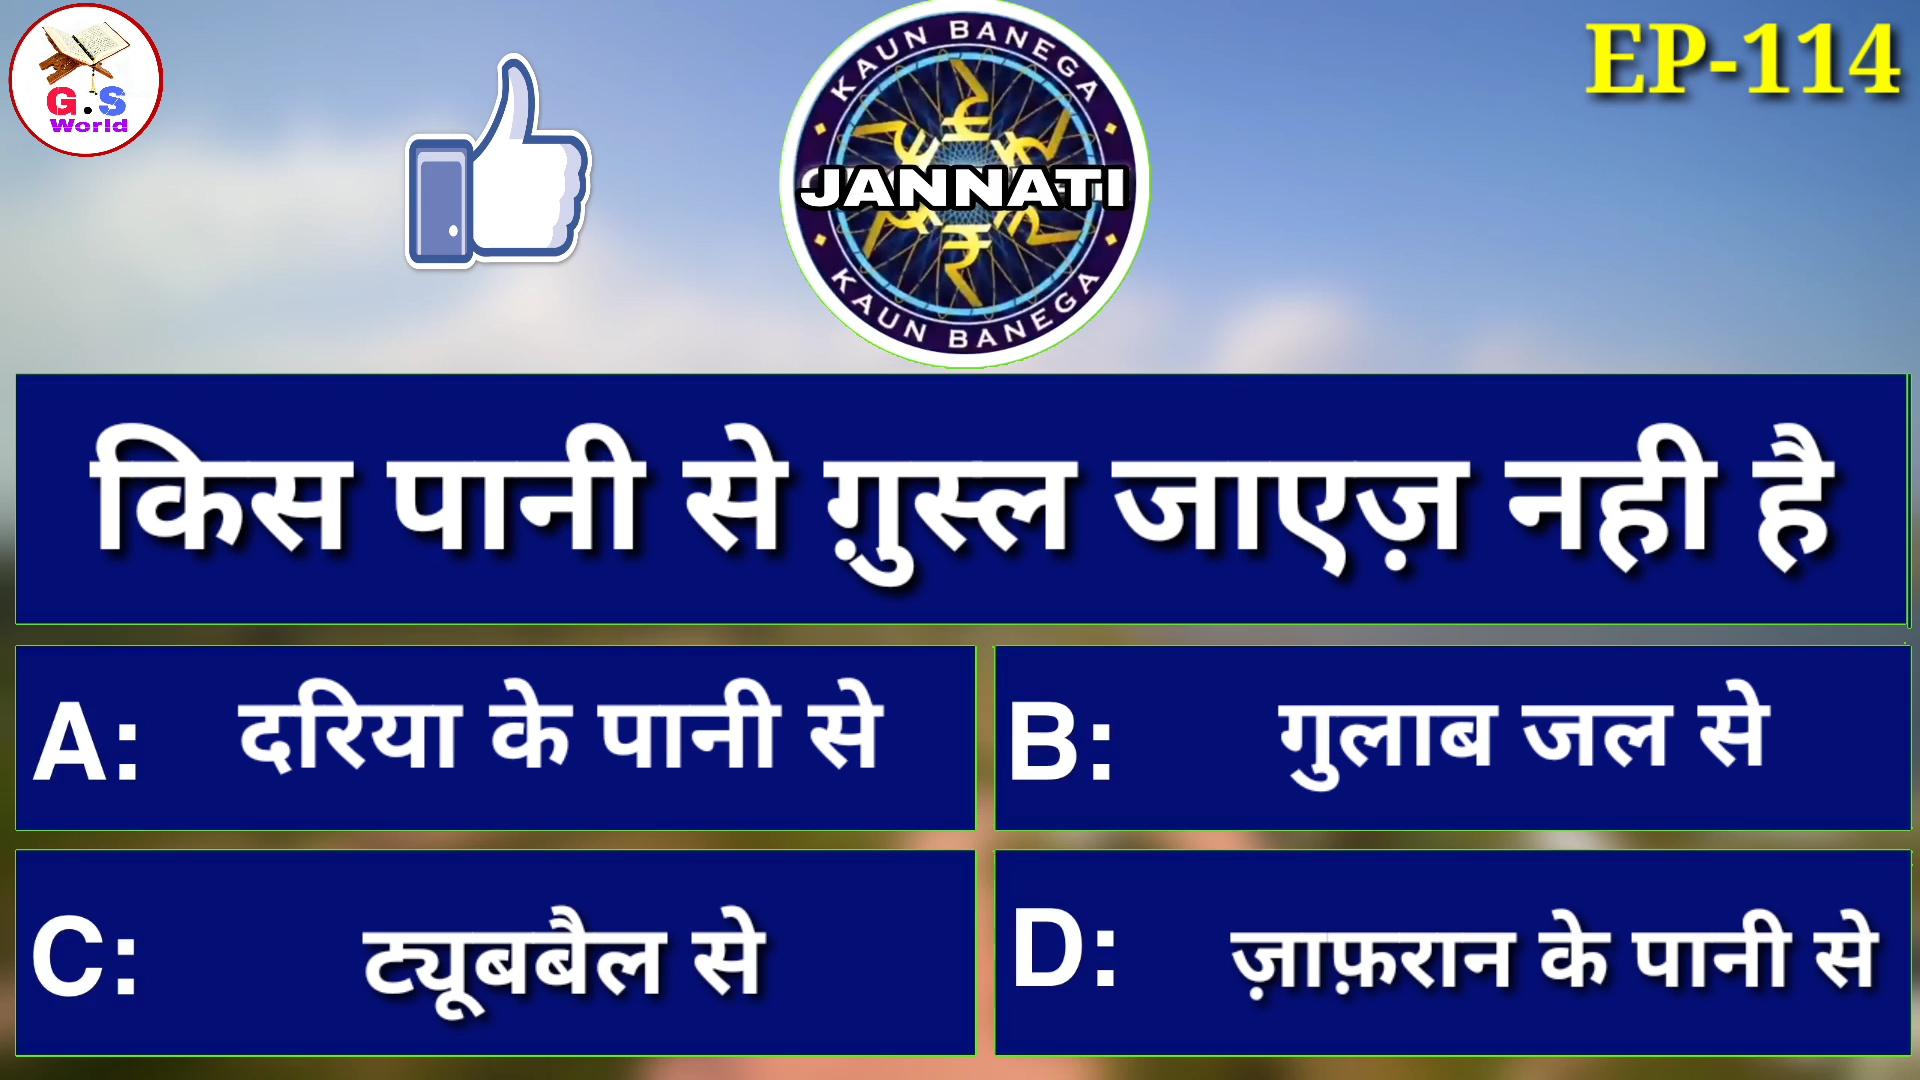 G.S
World
KAUN BANEGA
JANNATI
KAUN BANEGA
EP-114
किस पानी से ग़ुस्ल जाएज़ नही है
A: दरिया के पानी से
B: गुलाब जल से
C: ट्यूबबैल से
D: ज़ाफ़रान के पानी से